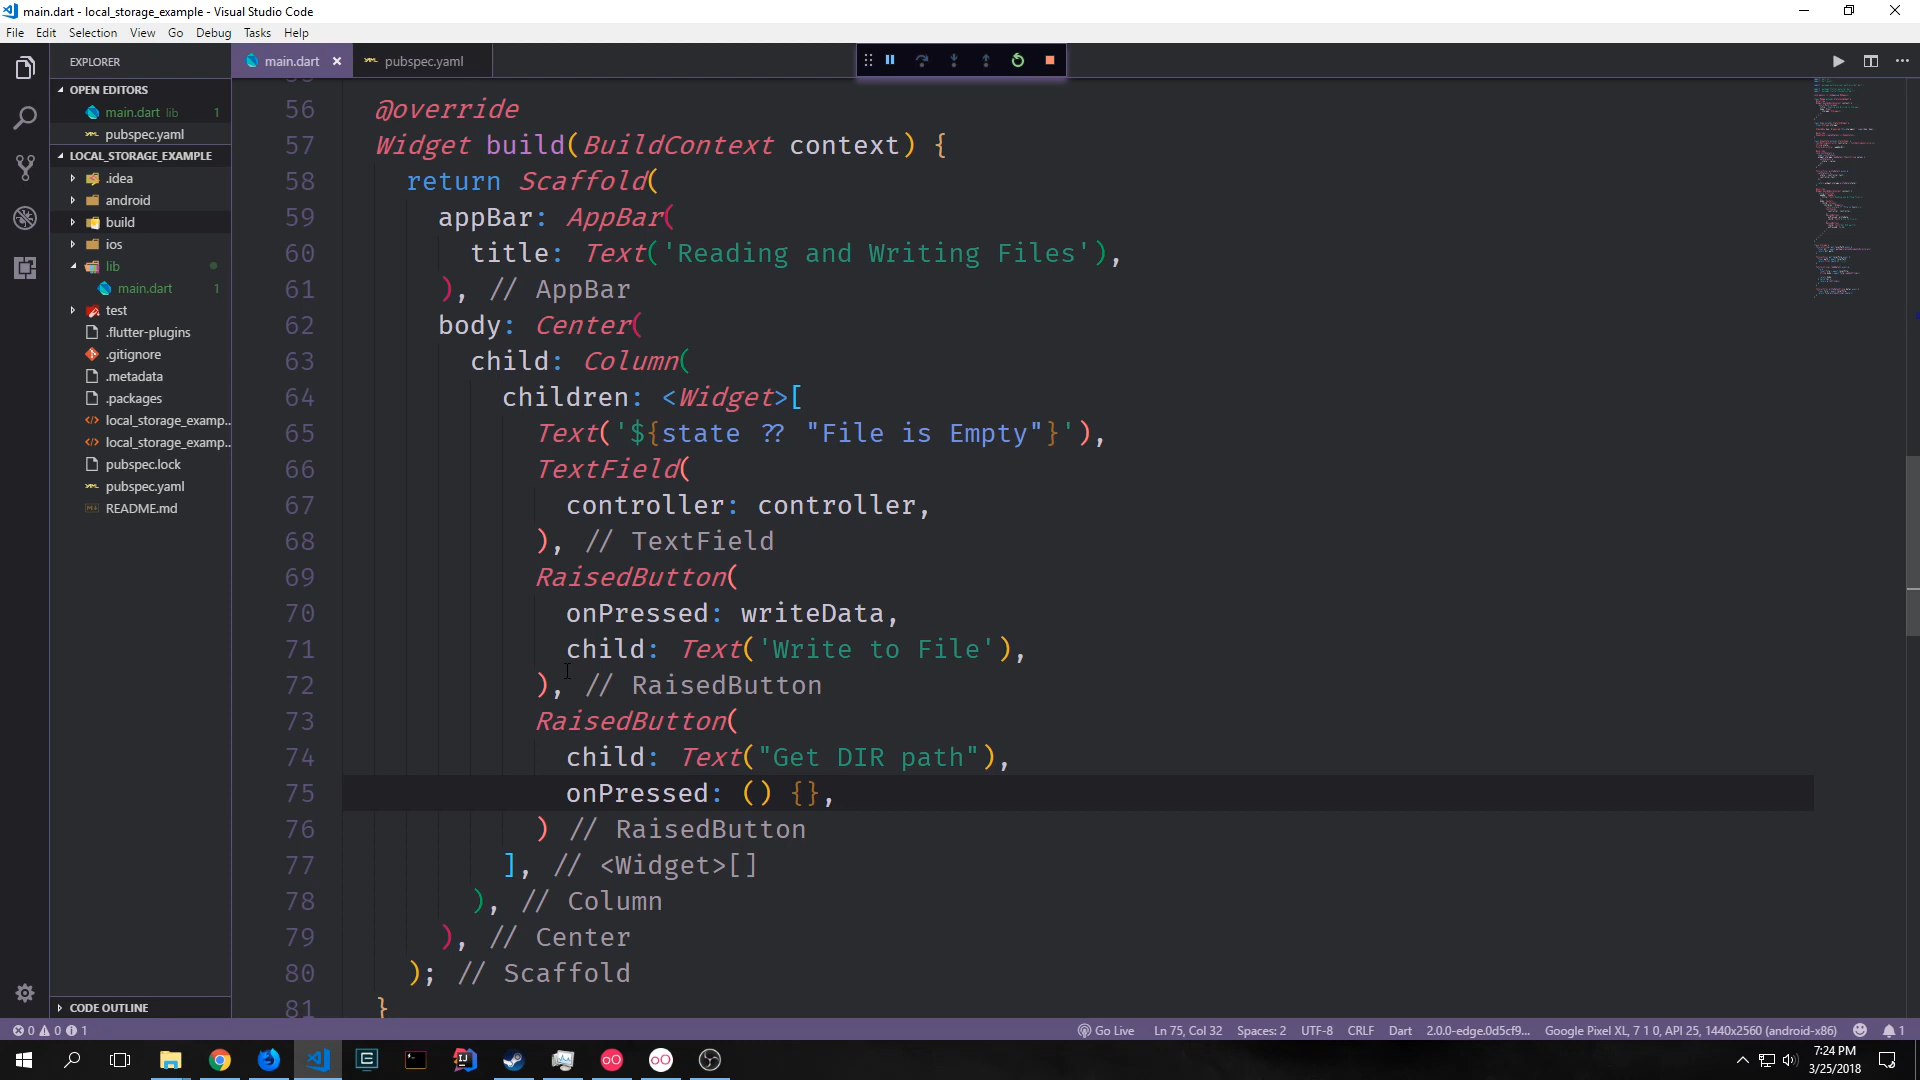 main.dart - local_storage_example - Visual Studio Code
File Edit Selection View Go Debug Tasks Help
EXPLORER
OPEN EDITORS
main.dart lib 1
pubspec.yaml
LOCAL_STORAGE_EXAMPLE
.idea
android
build
ios
lib
main.dart 1
test
.flutter-plugins
.gitignore
.metadata
.packages
local_storage_examp..
local_storage_examp..
pubspec.lock
pubspec.yaml
README.md
CODE OUTLINE
main.dart
pubspec.yaml
56 @override
57 Widget build(BuildContext context) {
58 return Scaffold(
59 appBar: AppBar(
60 title: Text('Reading and Writing Files'),
61 ), // AppBar
62 body: Center(
63 child: Column(
64 children: <Widget>[
65 Text('${state ?? "File is Empty"}'),
66 TextField(
67 controller: controller,
68 ), // TextField
69 RaisedButton(
70 onPressed: writeData,
71 child: Text('Write to File'),
72 ), // RaisedButton
73 RaisedButton(
74 child: Text("Get DIR path"),
75 onPressed: () {},
76 ) // RaisedButton
77 ], // <Widget>[]
78 ), // Column
79 ), // Center
80 ); // Scaffold
81 }
0 0 1
Go Live Ln 75, Col 32 Spaces: 2 UTF-8 CRLF Dart 2.0.0-edge.0d5cf9... Google Pixel XL, 7 1 0, API 25, 1440x2560 (android-x86) 1
7:24 PM
3/25/2018